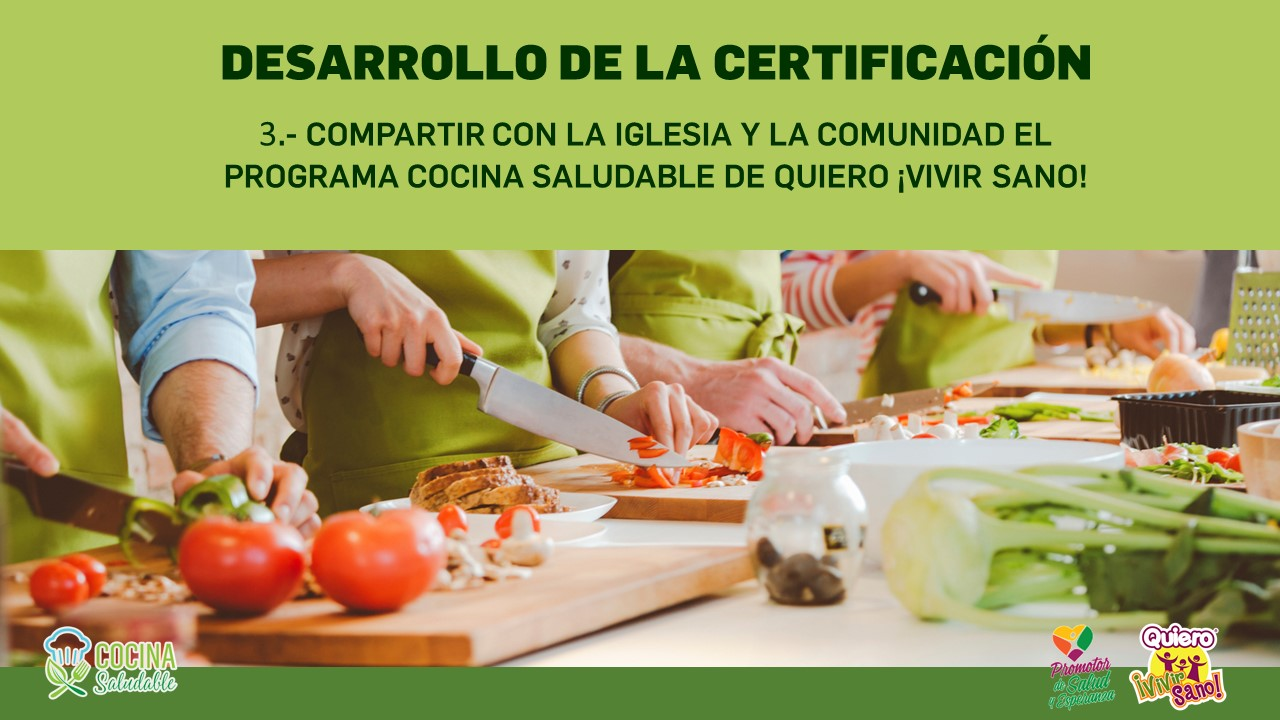 DESARROLLO DE LA CERTIFICACIÓN
3.- COMPARTIR CON LA IGLESIA Y LA COMUNIDAD EL
PROGRAMA COCINA SALUDABLE DE QUIERO ¡VIVIR SANO!
COCINA
Saludable
Promotor
de Salud
y Esperanza
Quiero
¡Vivir
Sano!